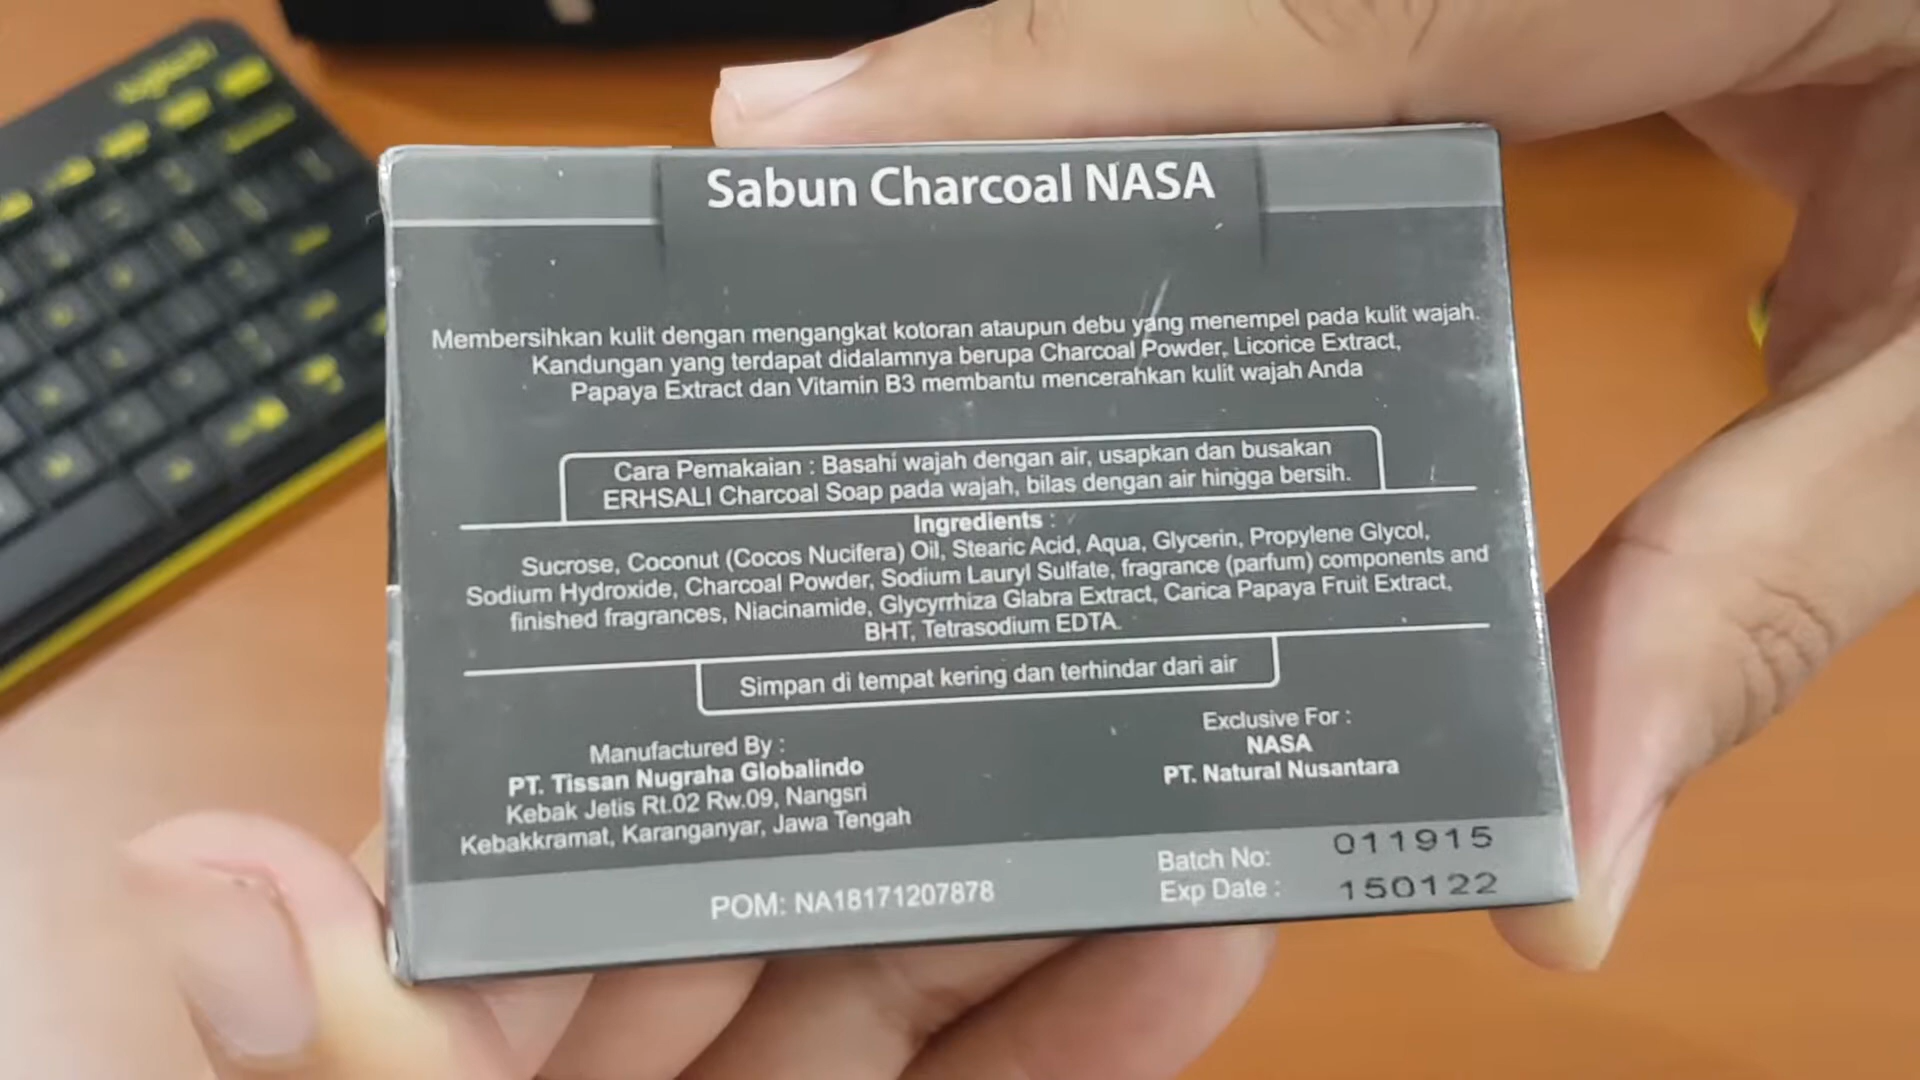 Sabun Charcoal NASA
Membersihkan kulit dengan mengangkat kotoran ataupun debu yang menempel pada kulit wajah.
Kandungan yang terdapat didalamnya berupa Charcoal Powder, Licorice Extract,
Papaya Extract dan Vitamin B3 membantu mencerahkan kulit wajah Anda
Cara Pemakaian : Basahi wajah dengan air, usapkan dan busakan
ERHSALI Charcoal Soap pada wajah, bilas dengan air hingga bersih.
Ingredients :
Sucrose, Coconut (Cocos Nucifera) Oil, Stearic Acid, Aqua, Glycerin, Propylene Glycol,
Sodium Hydroxide, Charcoal Powder, Sodium Lauryl Sulfate, fragrance (parfum) components and
finished fragrances, Niacinamide, Glycyrrhiza Glabra Extract, Carica Papaya Fruit Extract,
BHT, Tetrasodium EDTA.
Simpan di tempat kering dan terhindar dari air
Manufactured By :
PT. Tissan Nugraha Globalindo
Kebak Jetis Rt.02 Rw.09, Nangsri
Kebakkramat, Karanganyar, Jawa Tengah
Exclusive For :
NASA
PT. Natural Nusantara
POM: NA18171207878
Batch No: 011915
Exp Date : 150122